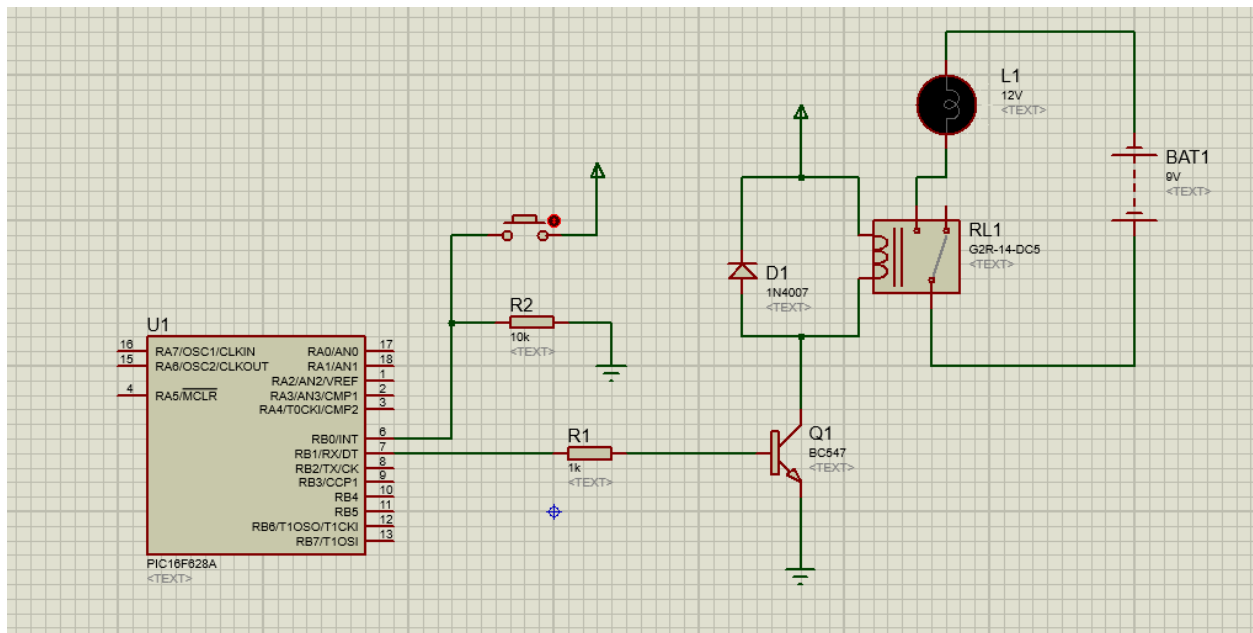 L1
12V
<TEXT>
BAT1
9V
<TEXT>
RL1
G2R-14-DC5
<TEXT>
D1
1N4007
<TEXT>
R2
10k
<TEXT>
U1
16 RA7/OSC1/CLKIN RA0/AN0 17
15 RA6/OSC2/CLKOUT RA1/AN1 18
RA2/AN2/VREF 1
4 RA5/MCLR RA3/AN3/CMP1 2
RA4/T0CKI/CMP2 3
RB0/INT 6
RB1/RX/DT 7
RB2/TX/CK 8
RB3/CCP1 9
RB4 10
RB5 11
RB6/T1OSO/T1CKI 12
RB7/T1OSI 13
PIC16F628A
<TEXT>
R1
1k
<TEXT>
Q1
BC547
<TEXT>